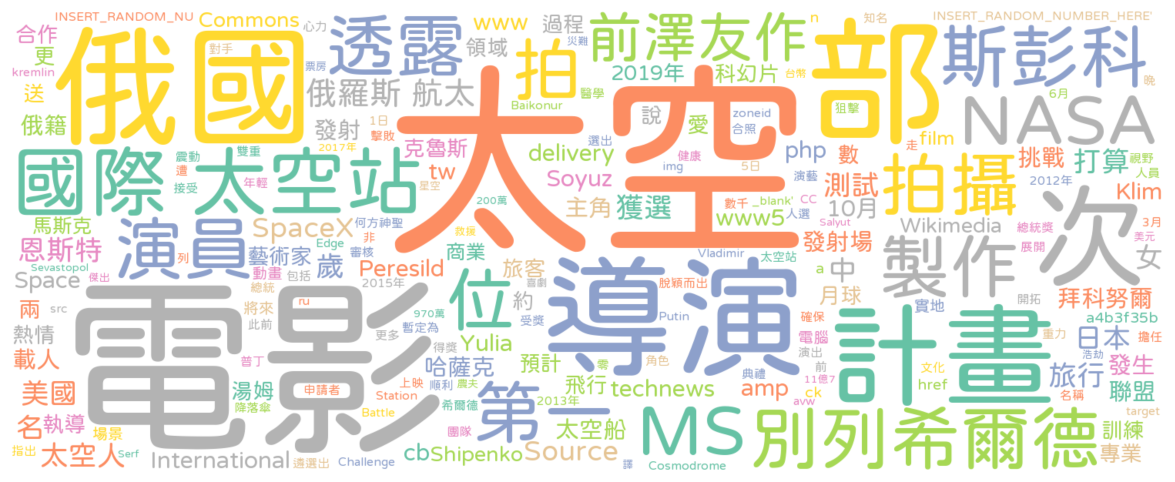 INSERT_RANDOM_NU
Commons
www
過程
n
知名
INSERT_RANDOM_NUMBER_HERE'
合作
更
對手
心力
透露
領域
拍
前澤友作
斯彭科
kremlin
送
俄國
票房
災難
2019年
科幻片
台幣
部
晚
俄籍
俄羅斯 航太
Baikonur
醫學
狙擊
6月
NASA
發射
1日
擊敗
太空
說
愛
zoneid
合照
走
film
2017年
選出
國際 太空站
震動
雙重
克魯斯
delivery
健康
php
數
挑戰
打算
視野
人員
遭
tw
img
5日
演藝
拍攝
接受
年輕
星空
Soyuz
測試
2012年
Klim
200萬
主角
獲選
數千
_blank'
CC
10月
總統獎
3月
馬斯克
SpaceX
何方神聖
救援
www5
人選
Salyut
Wikimedia
展開
美元
次
恩斯特
演員
藝術家
非
審核
Edge
商業
Vladimir
太空站
發射場
製作
女
Sevastopol
傑出
列
動畫
包括
歲
Peresild
旅客
喜劇
脫穎而出
a
中
Space
總統
2015年
位
約
導演
月球
開拓
拜科努爾
兩
src
將來
ru
970萬
受獎
Putin
確保
實地
計畫
a4b3f35b
熱情
電影
此前
更多
暫定為
得獎
Yulia
零
電腦
重力
日本
擔任
載人
普丁
哈薩克
預計
角色
演出
前
文化
浩劫
發生
美國
湯姆
申請者
上映
順利
農夫
飛行
technews
典禮
amp
11億7
ck
href
旅行
名稱
聯盟
降落傘
Station
希爾德
第一
2013年
avw
名
執導
場景
Battle
團隊
太空船
MS
別列希爾德
target
訓練
指出
太空人
Serf
International
遴選出
Challenge
cb
Shipenko
Source
譯
Cosmodrome
專業